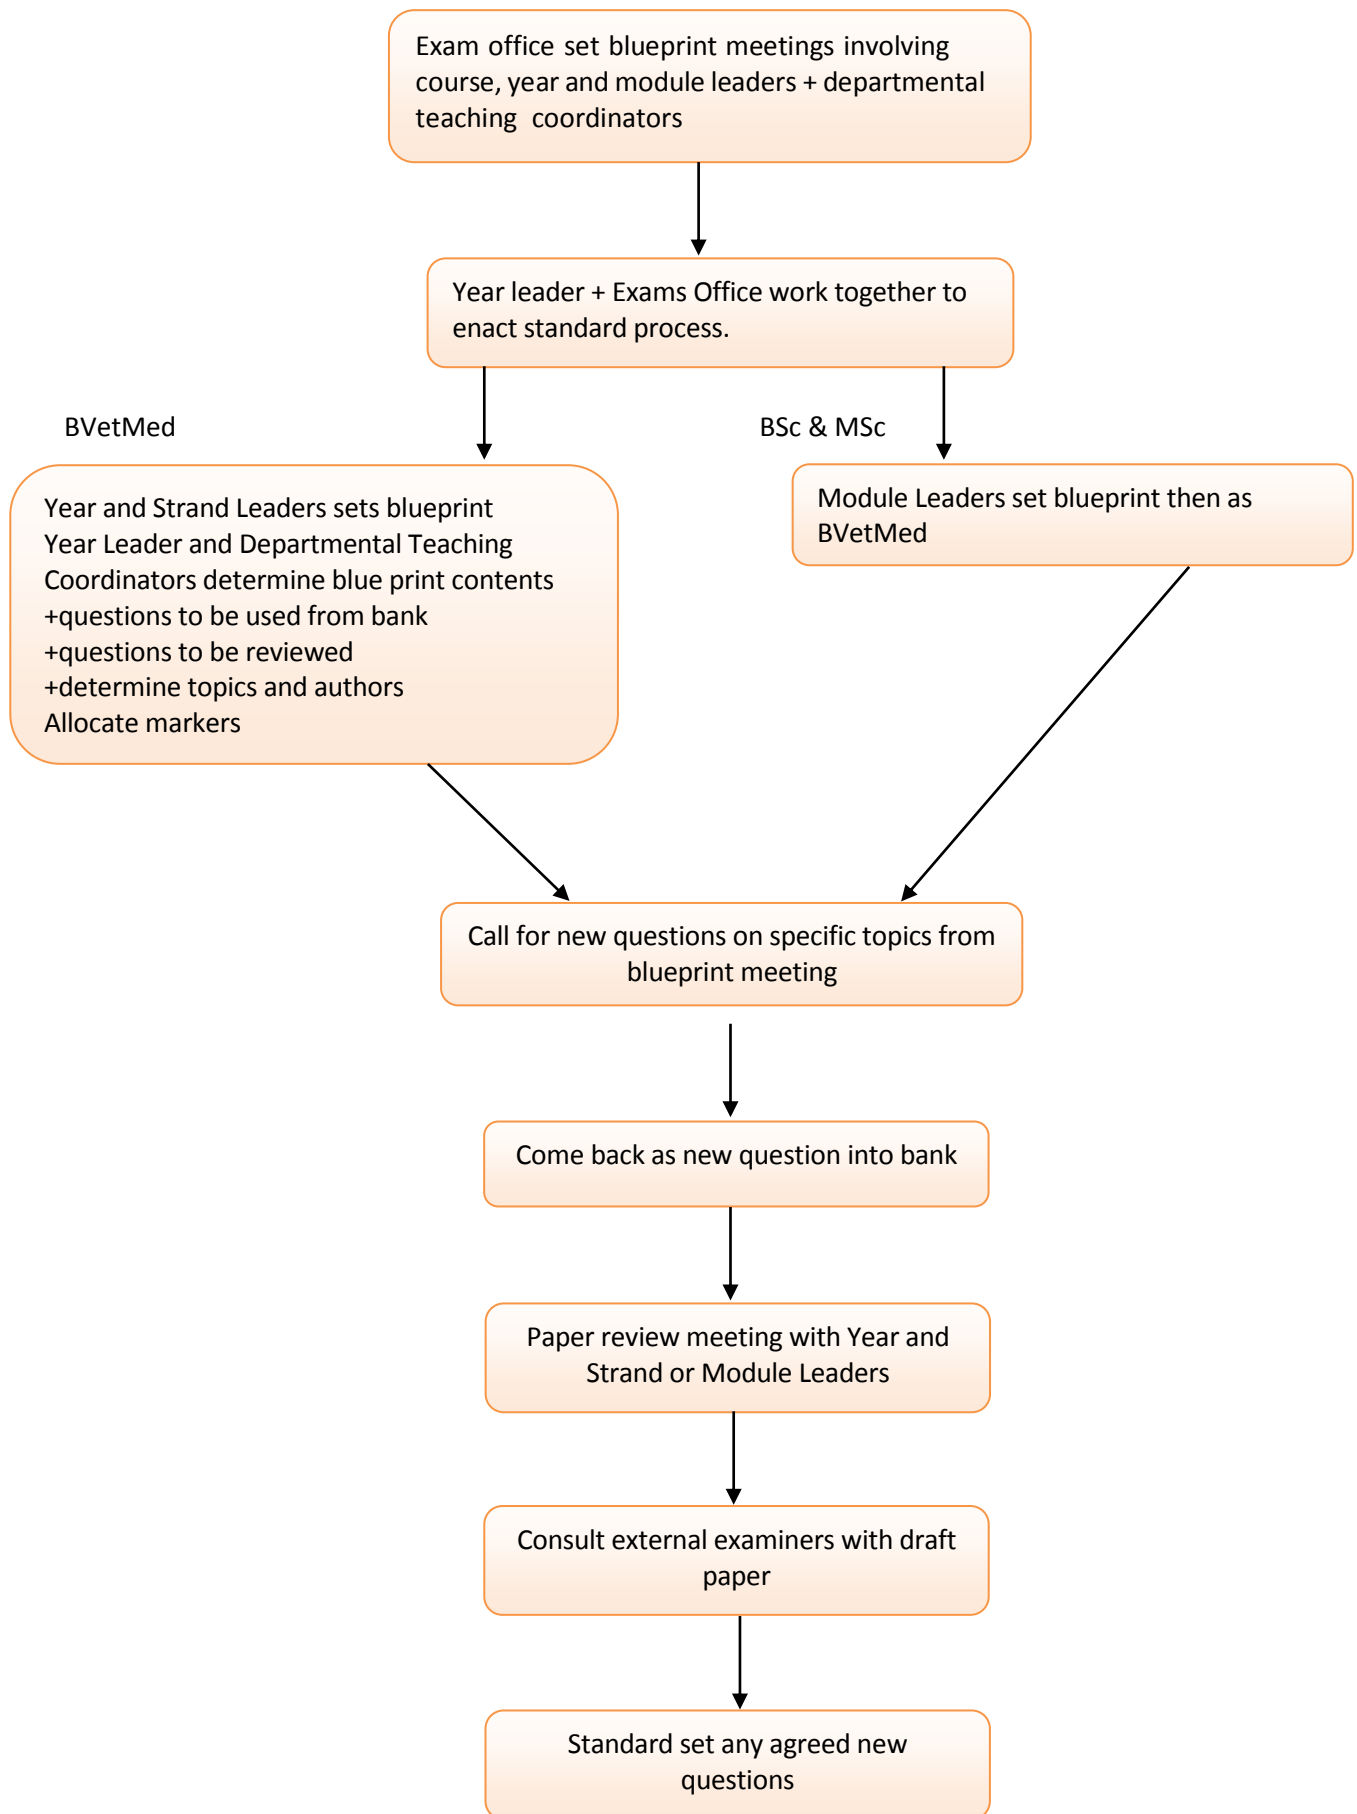 Exam office set blueprint meetings involving
course, year and module leaders + departmental
teaching coordinators
Year leader + Exams Office work together to
enact standard process.
BVetMed
BSc & MSc
Year and Strand Leaders sets blueprint
Year Leader and Departmental Teaching
Coordinators determine blue print contents
+questions to be used from bank
+questions to be reviewed
+determine topics and authors
Allocate markers
Module Leaders set blueprint then as
BVetMed
Call for new questions on specific topics from
blueprint meeting
Come back as new question into bank
Paper review meeting with Year and
Strand or Module Leaders
Consult external examiners with draft
paper
Standard set any agreed new
questions